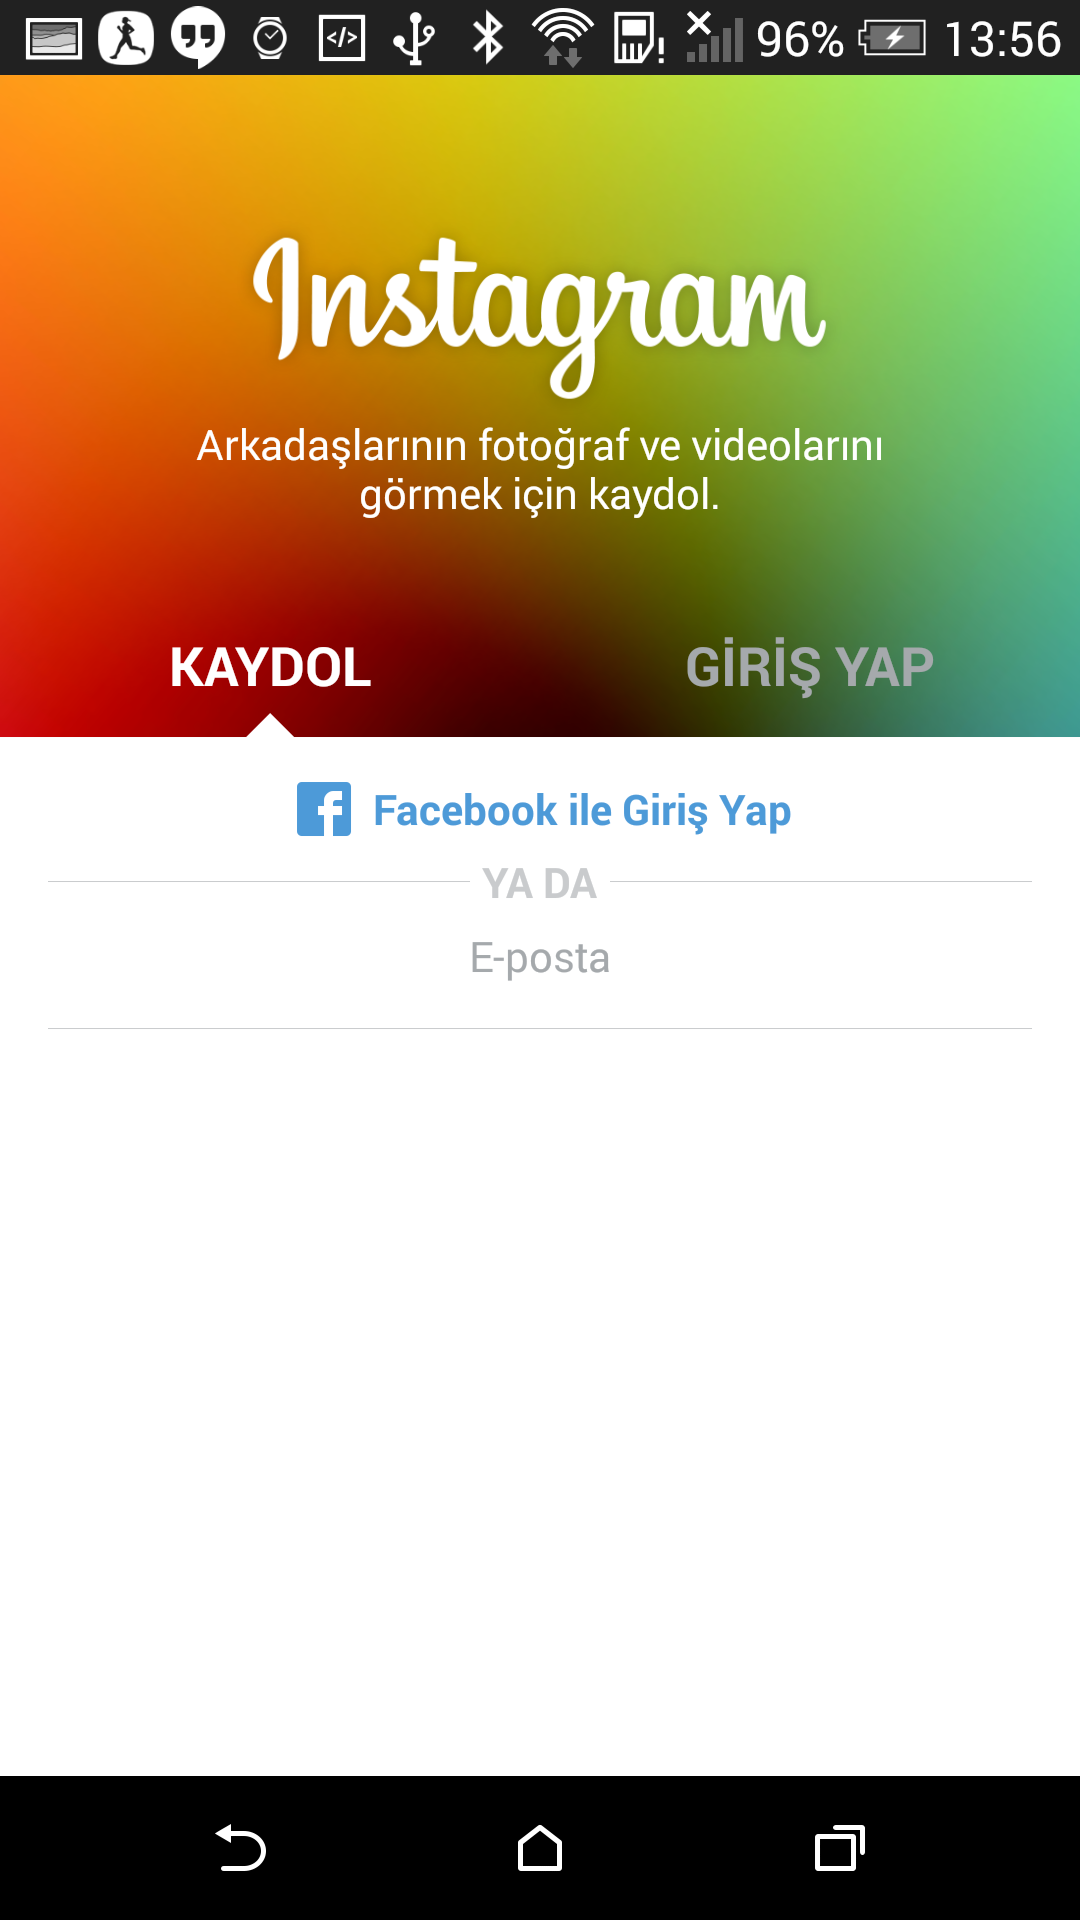 96% 13:56
Instagram
Arkadaşlarının fotoğraf ve videolarını
görmek için kaydol.
KAYDOL GİRİŞ YAP
Facebook ile Giriş Yap
YA DA
E-posta